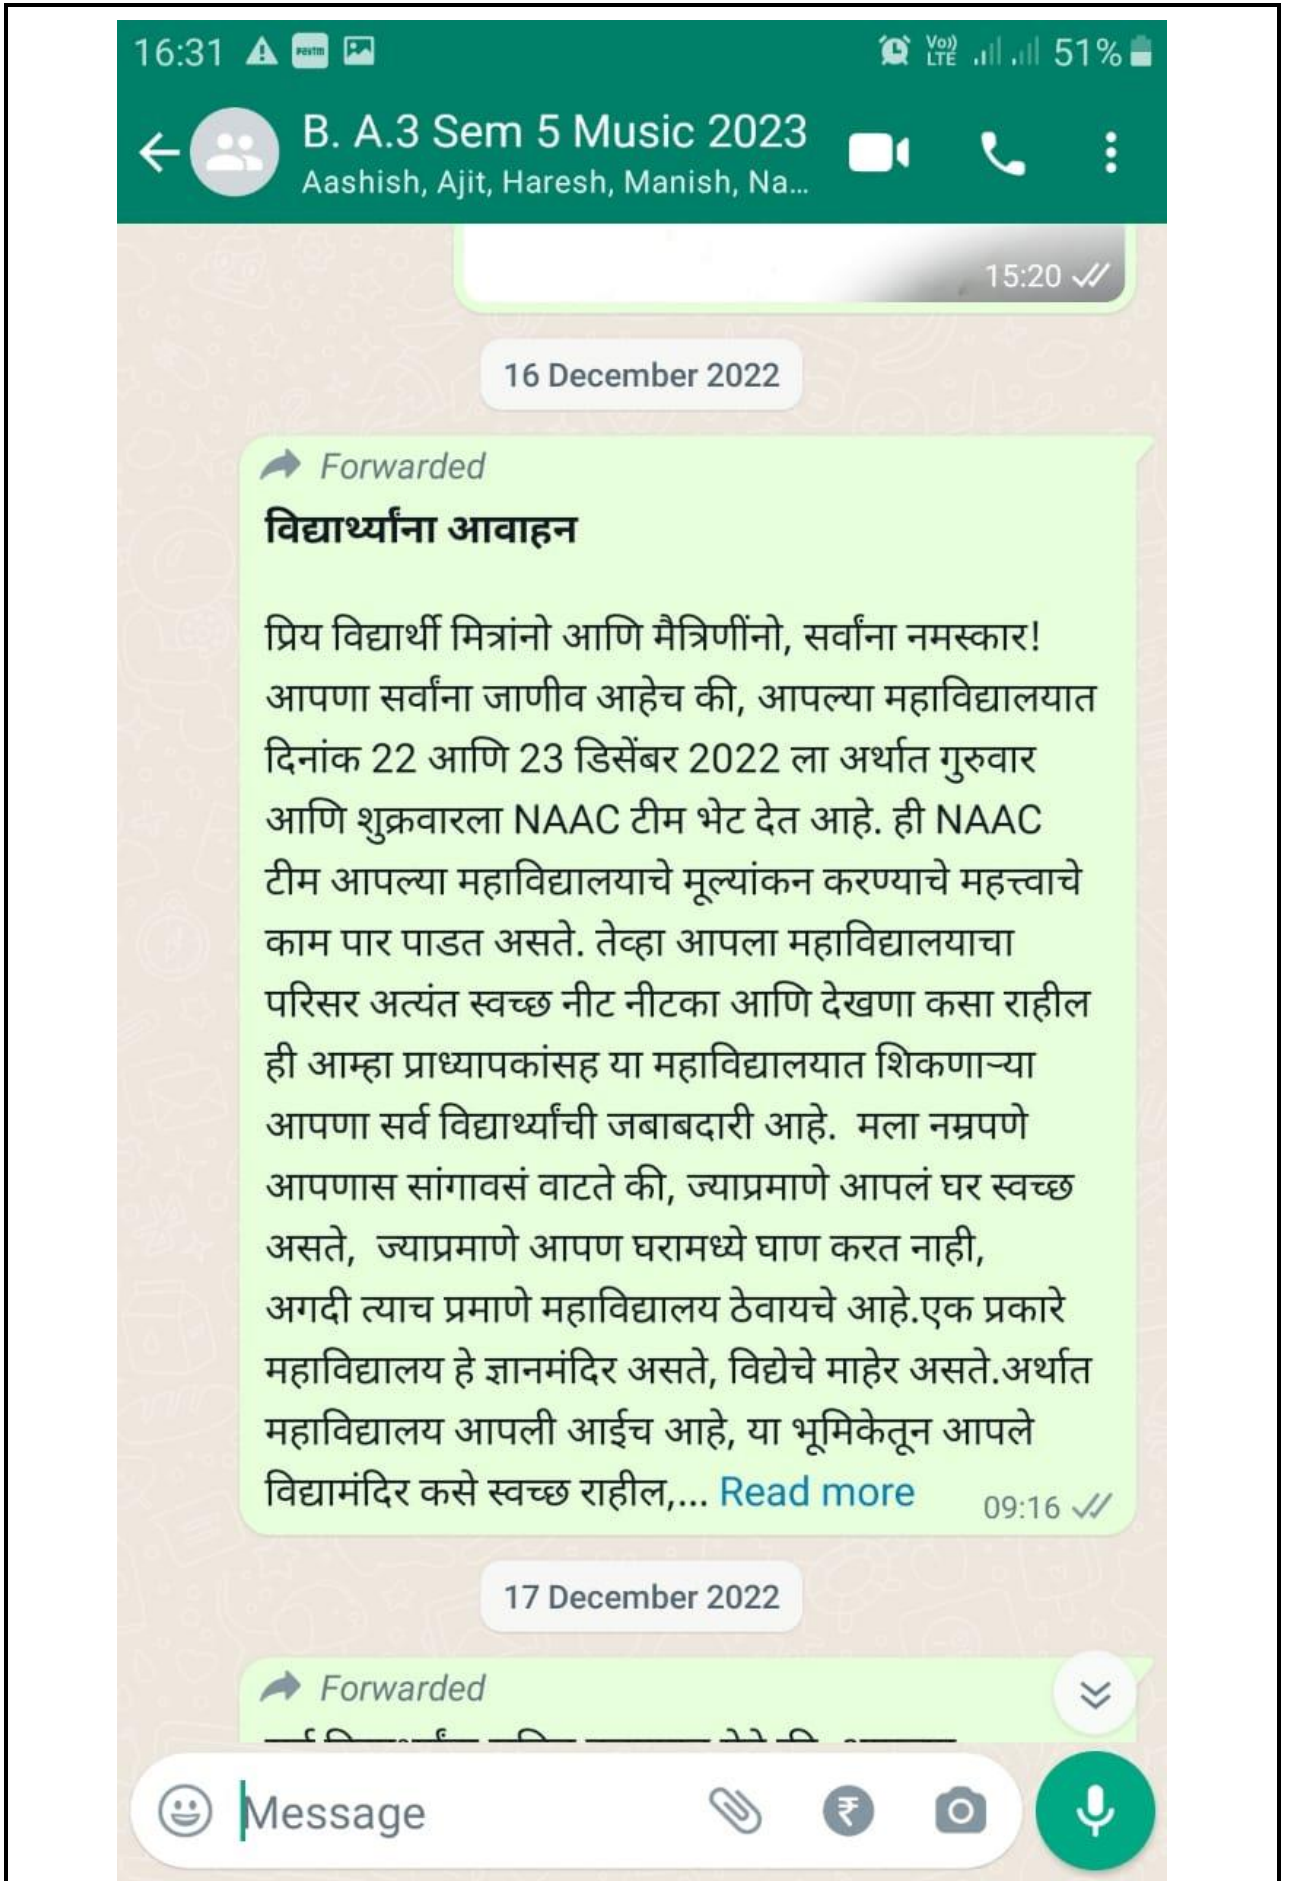 16:31
Paytm
Vo)) LTE
51%
B. A.3 Sem 5 Music 2023
Aashish, Ajit, Haresh, Manish, Na...
15:20
16 December 2022
Forwarded
विद्यार्थ्यांना आवाहन
प्रिय विद्यार्थी मित्रांनो आणि मैत्रिणींनो, सर्वांना नमस्कार!
आपणा सर्वांना जाणीव आहेच की, आपल्या महाविद्यालयात
दिनांक 22 आणि 23 डिसेंबर 2022 ला अर्थात गुरुवार
आणि शुक्रवारला NAAC टीम भेट देत आहे. ही NAAC
टीम आपल्या महाविद्यालयाचे मूल्यांकन करण्याचे महत्त्वाचे
काम पार पाडत असते. तेव्हा आपला महाविद्यालयाचा
परिसर अत्यंत स्वच्छ नीट नीटका आणि देखणा कसा राहील
ही आम्हा प्राध्यापकांसह या महाविद्यालयात शिकणाऱ्या
आपणा सर्व विद्यार्थ्यांची जबाबदारी आहे.  मला नम्रपणे
आपणास सांगावसं वाटते की, ज्याप्रमाणे आपलं घर स्वच्छ
असते,  ज्याप्रमाणे आपण घरामध्ये घाण करत नाही,
अगदी त्याच प्रमाणे महाविद्यालय ठेवायचे आहे.एक प्रकारे
महाविद्यालय हे ज्ञानमंदिर असते, विद्येचे माहेर असते.अर्थात
महाविद्यालय आपली आईच आहे, या भूमिकेतून आपले
विद्यामंदिर कसे स्वच्छ राहील,... Read more
09:16
17 December 2022
Forwarded
Message